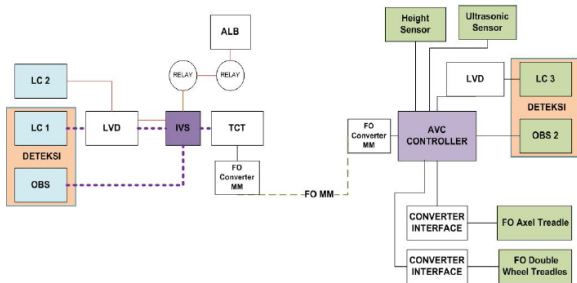 ALB
RELAY
RELAY
LC 2
LC 1
DETEKSI
OBS
LVD
IVS
TCT
FO
Converter
MM
FO MM
Height
Sensor
Ultrasonic
Sensor
LVD
LC 3
DETEKSI
OBS 2
FO
Converter
MM
AVC
CONTROLLER
CONVERTER
INTERFACE
FO Axel Treadle
CONVERTER
INTERFACE
FO Double
Wheel Treadles